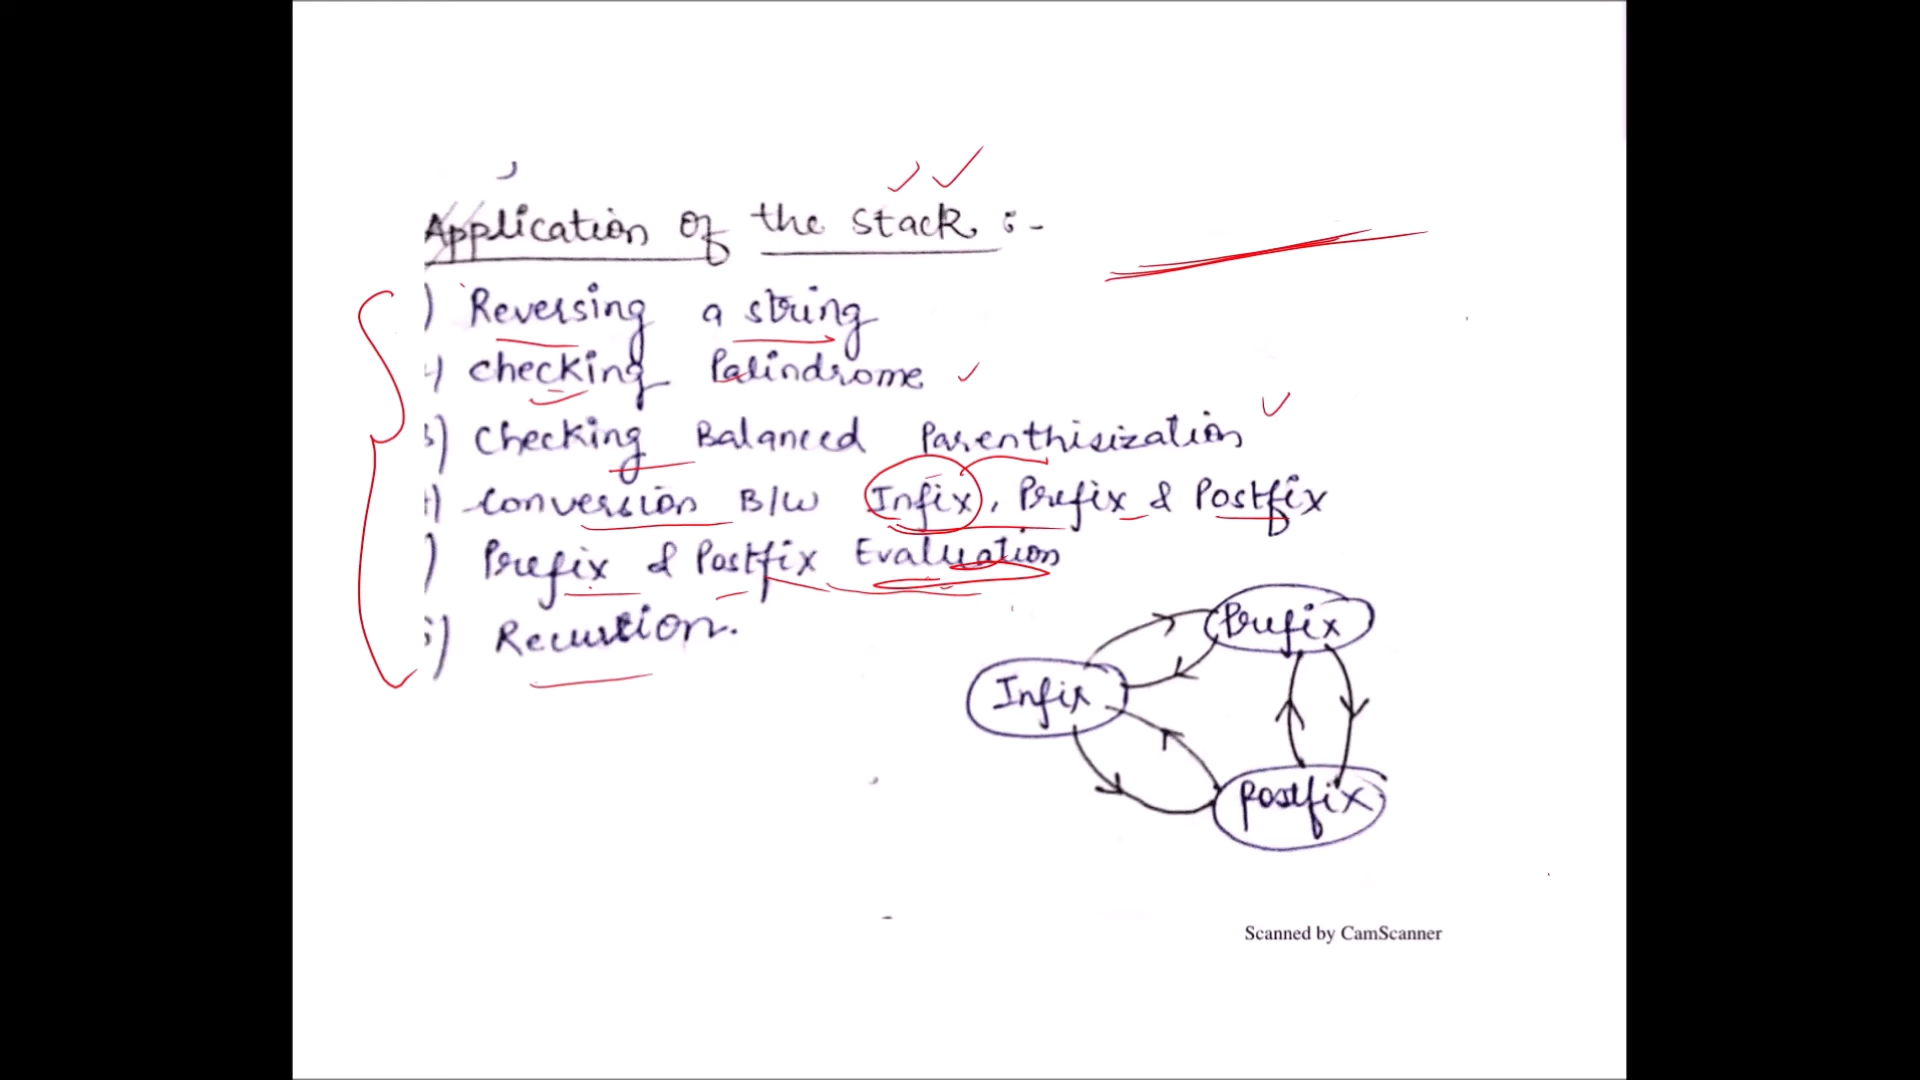 Application of the stack :-
) Reversing a string
) checking Palindrome
3) Checking Balanced Parenthisization
) Conversion B/W Infix, Prefix & Postfix
) Prefix & Postfix Evaluation
) Recursion.
Prefix
Infix
Postfix
Scanned by CamScanner